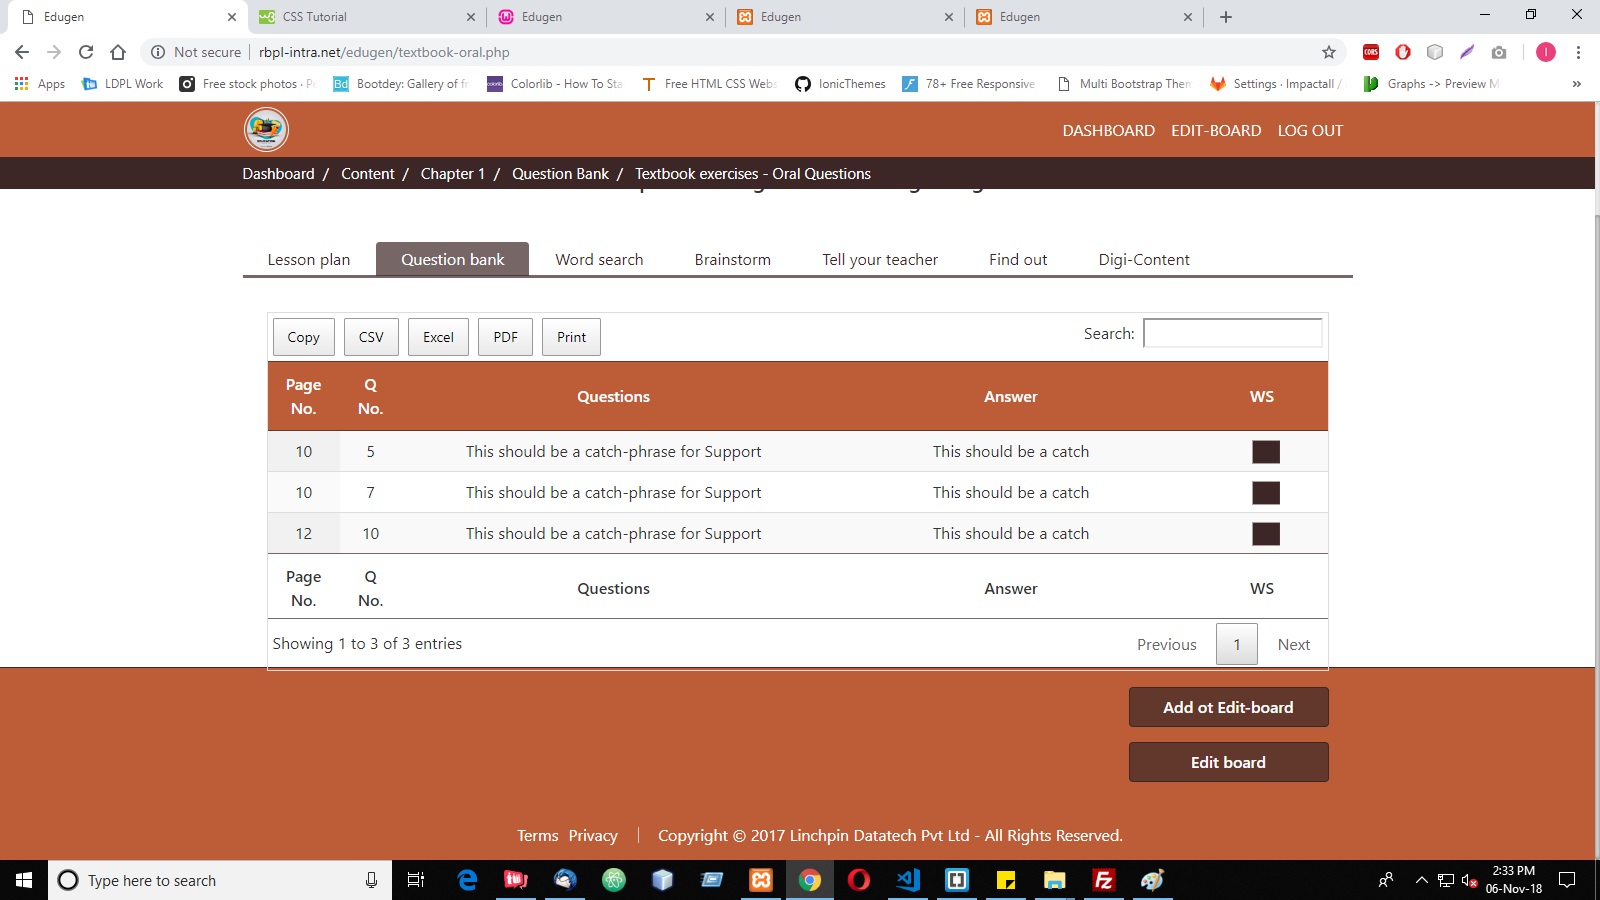 Edugen
CSS Tutorial
Edugen
Edugen
Edugen
Not secure
rbpl-intra.net/edugen/textbook-oral.php
CORS
I
Apps
LDPL Work
Free stock photos · P
Bd Bootdey: Gallery of fr
colorlib Colorlib - How To Sta
Free HTML CSS Webs
IonicThemes
78+ Free Responsive
Multi Bootstrap Them
Settings · Impactall /
Graphs -> Preview M
»
DASHBOARD EDIT-BOARD LOG OUT
Dashboard / Content / Chapter 1 / Question Bank / Textbook exercises - Oral Questions
Lesson plan Question bank Word search Brainstorm Tell your teacher Find out Digi-Content
Copy CSV Excel PDF Print Search:
Page No. Q No. Questions Answer WS
10 5 This should be a catch-phrase for Support This should be a catch
10 7 This should be a catch-phrase for Support This should be a catch
12 10 This should be a catch-phrase for Support This should be a catch
Page No. Q No. Questions Answer WS
Showing 1 to 3 of 3 entries Previous 1 Next
Add ot Edit-board
Edit board
Terms Privacy | Copyright © 2017 Linchpin Datatech Pvt Ltd - All Rights Reserved.
Type here to search
2:33 PM
06-Nov-18